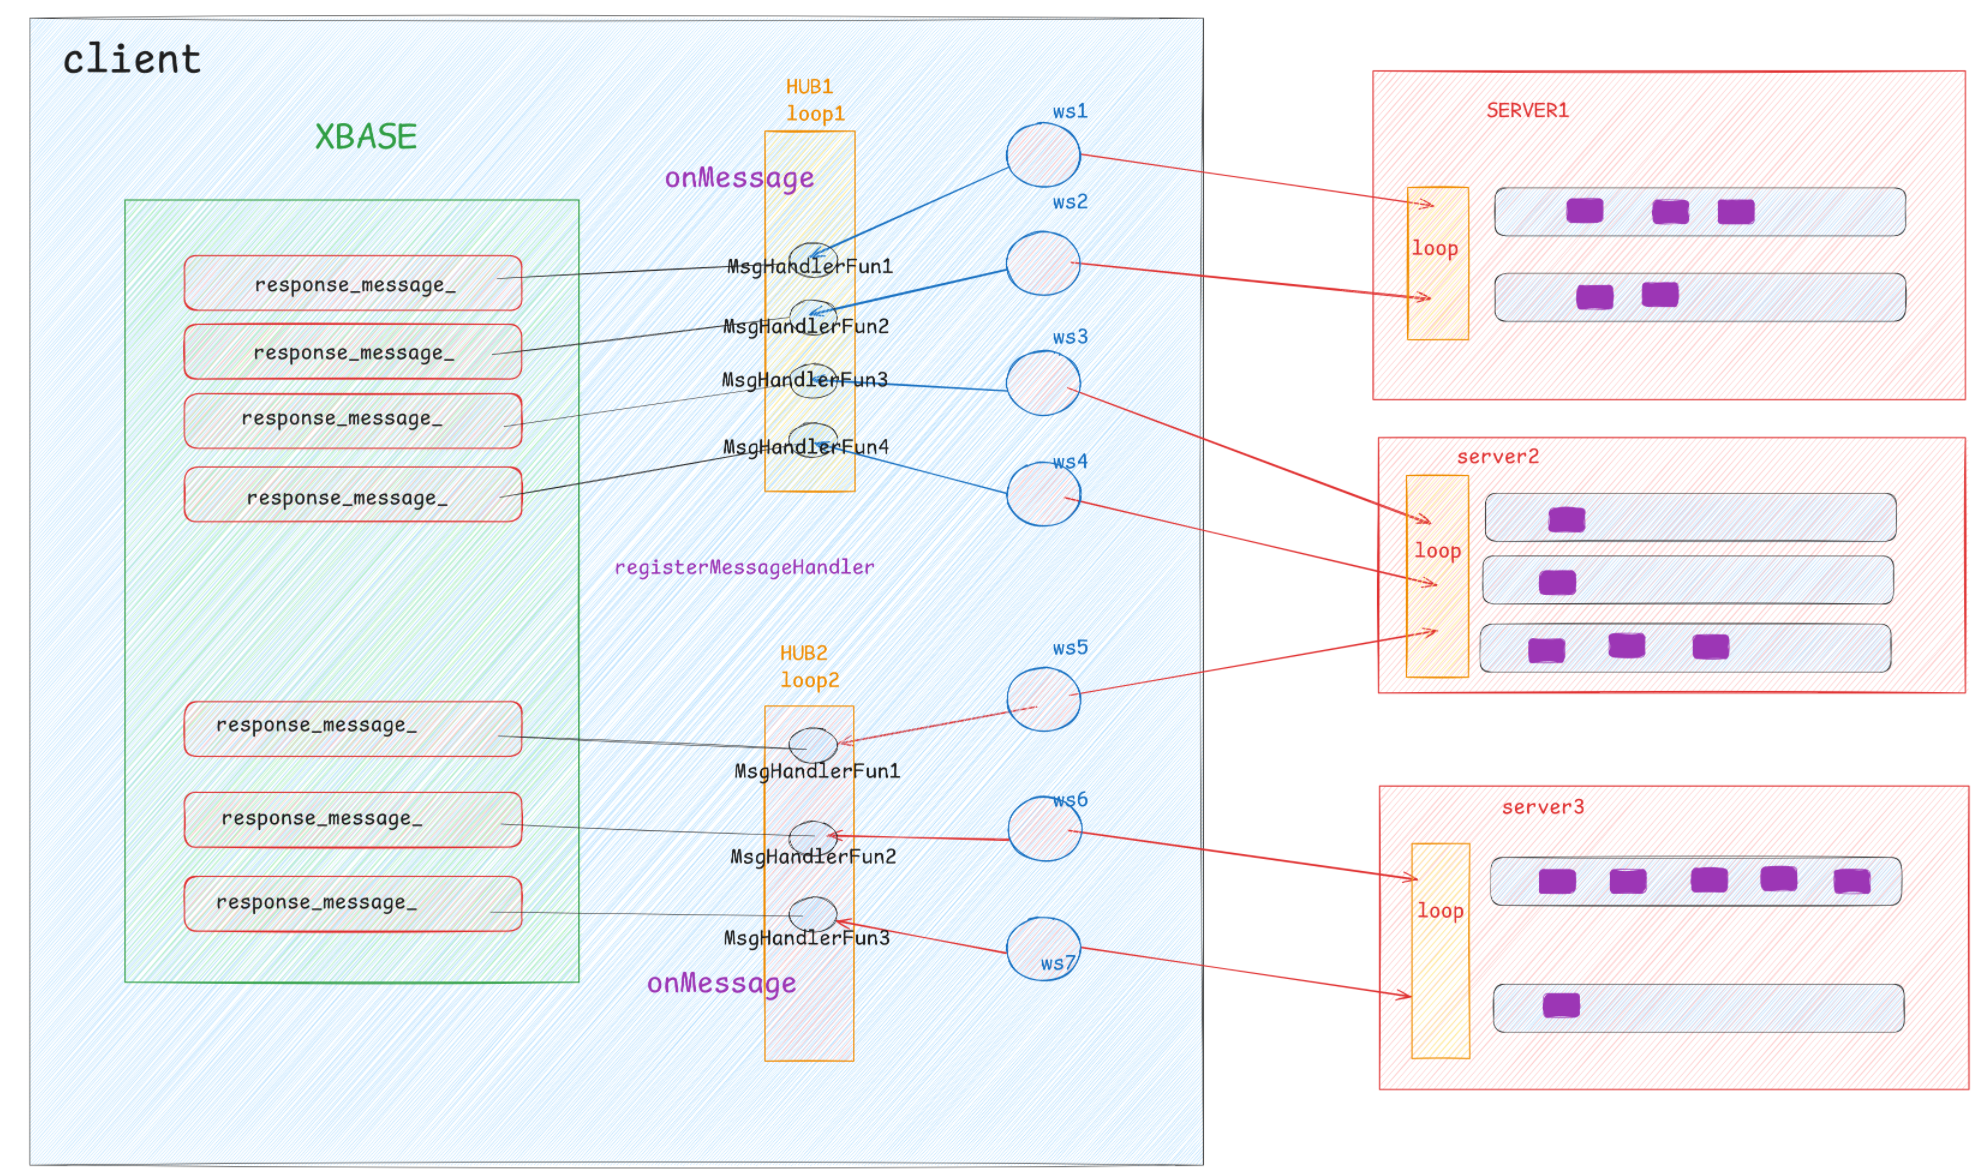 client
XBASE
HUB1
loop1
onMessage
ws1
ws2
ws3
ws4
MsgHandlerFun1
MsgHandlerFun2
MsgHandlerFun3
MsgHandlerFun4
response_message_
response_message_
response_message_
response_message_
registerMessageHandler
HUB2
loop2
ws5
ws6
ws7
MsgHandlerFun1
MsgHandlerFun2
MsgHandlerFun3
response_message_
response_message_
response_message_
onMessage
SERVER1
loop
server2
loop
server3
loop